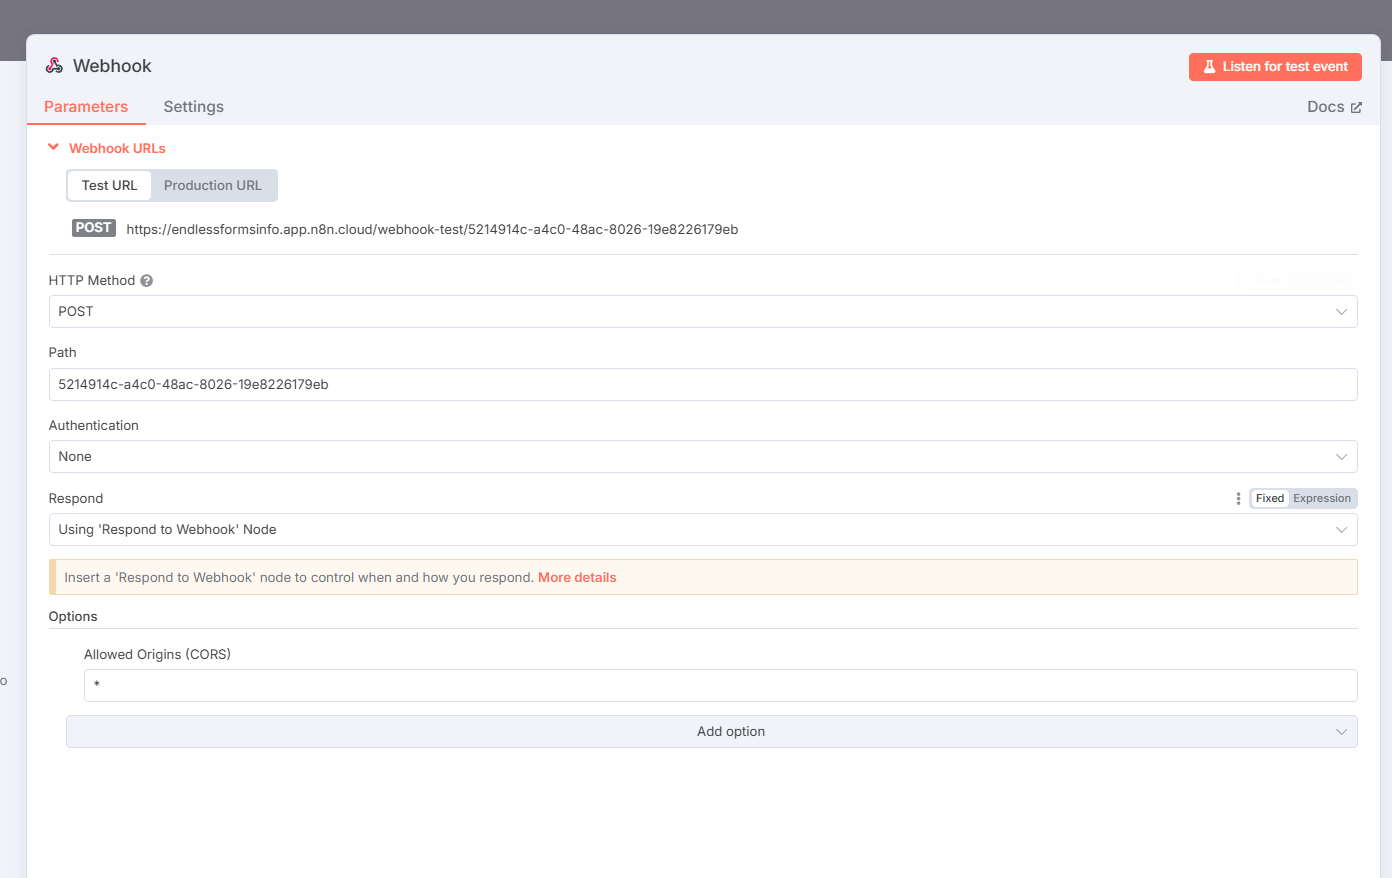 Webhook
Listen for test event
Parameters
Settings
Docs
Webhook URLs
Test URL
Production URL
POST
https://endlessformsinfo.app.n8n.cloud/webhook-test/5214914c-a4c0-48ac-8026-19e8226179eb
HTTP Method
POST
Path
5214914c-a4c0-48ac-8026-19e8226179eb
Authentication
None
Respond
Fixed
Expression
Using 'Respond to Webhook' Node
Insert a 'Respond to Webhook' node to control when and how you respond. More details
Options
Allowed Origins (CORS)
*
Add option